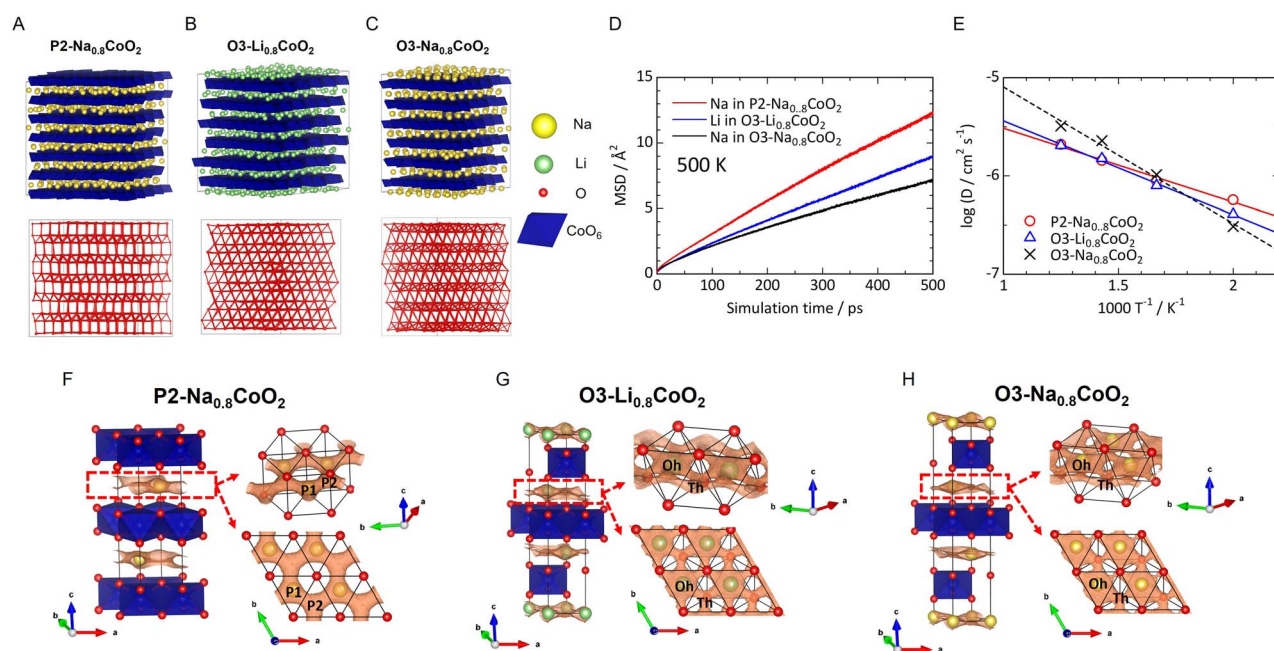 A
P2-Na0.8CoO2
B
O3-Li0.8CoO2
C
O3-Na0.8CoO2
Na
Li
O
CoO6
D
15
10
5
0
MSD / Å2
Na in P2-Na0..8CoO2
Li in O3-Li0.8CoO2
Na in O3-Na0.8CoO2
500 K
0
100
200
300
400
500
Simulation time / ps
E
-5
-6
-7
log (D / cm2 s-1)
P2-Na0..8CoO2
O3-Li0.8CoO2
O3-Na0.8CoO2
1
1.5
2
1000 T-1 / K-1
F
P2-Na0.8CoO2
P1
P2
c
a
b
P1
P2
c
b
a
b
a
G
O3-Li0.8CoO2
Oh
Th
c
b
a
Oh
Th
c
b
a
b
a
H
O3-Na0.8CoO2
Oh
Th
c
b
a
Oh
Th
c
b
a
b
a